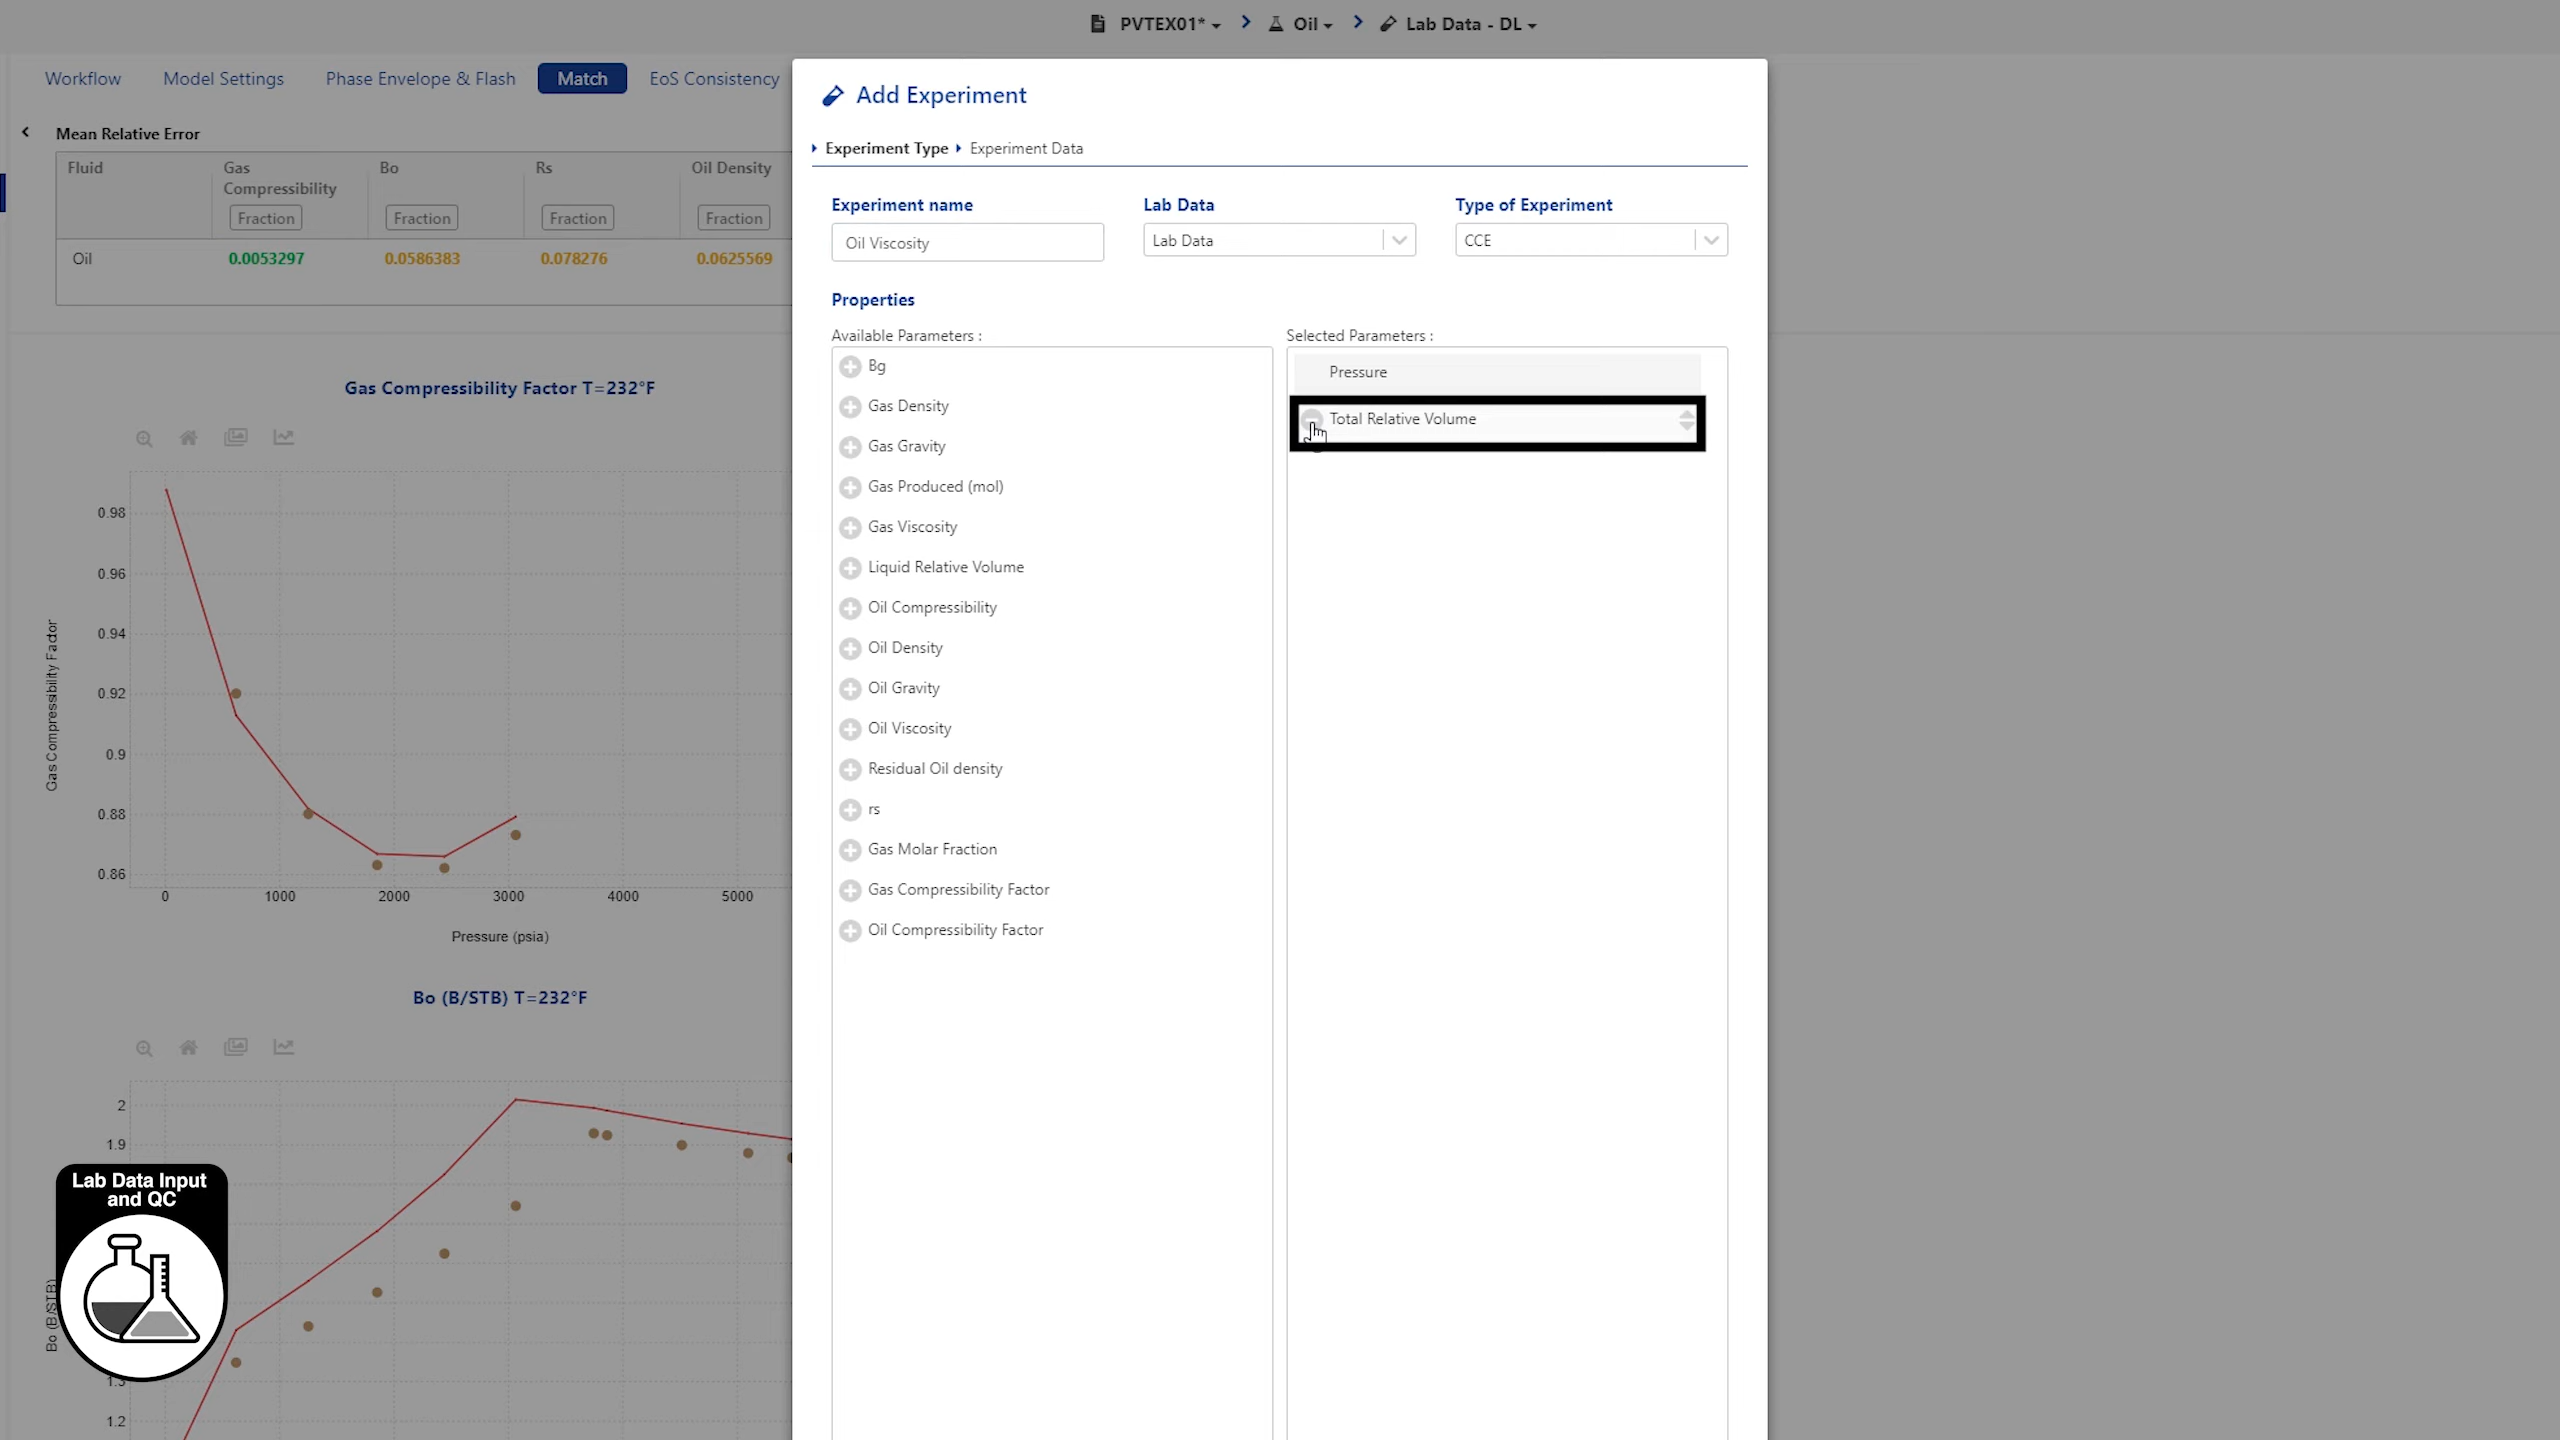 PVTEX01*
Oil
Lab Data - DL
Workflow
Model Settings
Phase Envelope & Flash
Match
EoS Consistency
Mean Relative Error
Fluid
Gas
Compressibility
Bo
Rs
Oil Density
Fraction
Fraction
Fraction
Fraction
Oil
0.0053297
0.0586383
0.078276
0.0625569
Gas Compressibility Factor T=232°F
0.98
0.96
0.94
0.92
0.9
0.88
0.86
Gas Compressibility Factor
0
1000
2000
3000
4000
5000
Pressure (psia)
Bo (B/STB) T=232°F
2
1.9
1.3
1.2
Bo (B/STB)
Lab Data Input
and QC
Add Experiment
Experiment Type
Experiment Data
Experiment name
Lab Data
Type of Experiment
Oil Viscosity
Lab Data
CCE
Properties
Available Parameters :
Bg
Gas Density
Gas Gravity
Gas Produced (mol)
Gas Viscosity
Liquid Relative Volume
Oil Compressibility
Oil Density
Oil Gravity
Oil Viscosity
Residual Oil density
rs
Gas Molar Fraction
Gas Compressibility Factor
Oil Compressibility Factor
Selected Parameters :
Pressure
Total Relative Volume